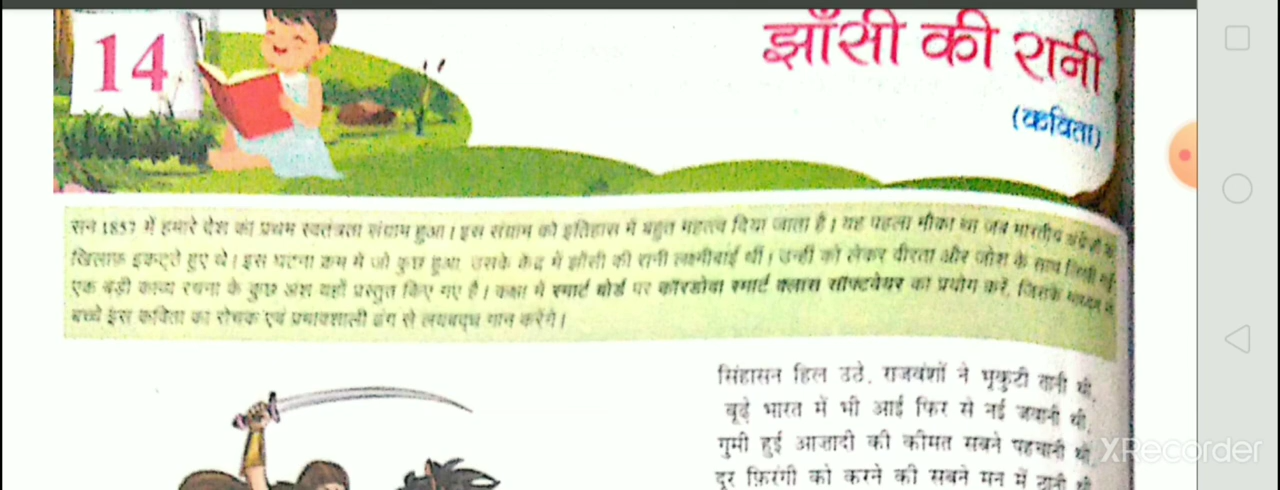 14
झाँसी की रानी
(कविता)
सन 1857 में हमारे देश का प्रथम स्वतंत्रता संग्राम हुआ। इस संग्राम को इतिहास में बहुत महत्त्व दिया जाता है। यह पहला मौका था जब भारतीय अंग्रेज़ों के
खिलाफ़ इकट्ठे हुए थे। इस घटना क्रम में जो कुछ हुआ, उसके केंद्र में झाँसी की रानी लक्ष्मीबाई थीं। उन्हीं को लेकर वीरता और जोश के साथ लिखी गई
एक बड़ी काव्य रचना के कुछ अंश यहाँ प्रस्तुत किए गए हैं। कक्षा में स्मार्ट बोर्ड पर कॉरडोवा स्मार्ट क्लास सॉफ्टवेयर का प्रयोग करें, जिसके माध्यम से
बच्चे इस कविता का रोचक एवं प्रभावशाली ढंग से लयबद्ध गान करेंगे।
सिंहासन हिल उठे, राजवंशों ने भृकुटी तानी थी,
बूढ़े भारत में भी आई फिर से नई जवानी थी,
गुमी हुई आज़ादी की कीमत सबने पहचानी थी,
दूर फ़िरंगी को करने की सबने मन में ठानी थी
XRecorder